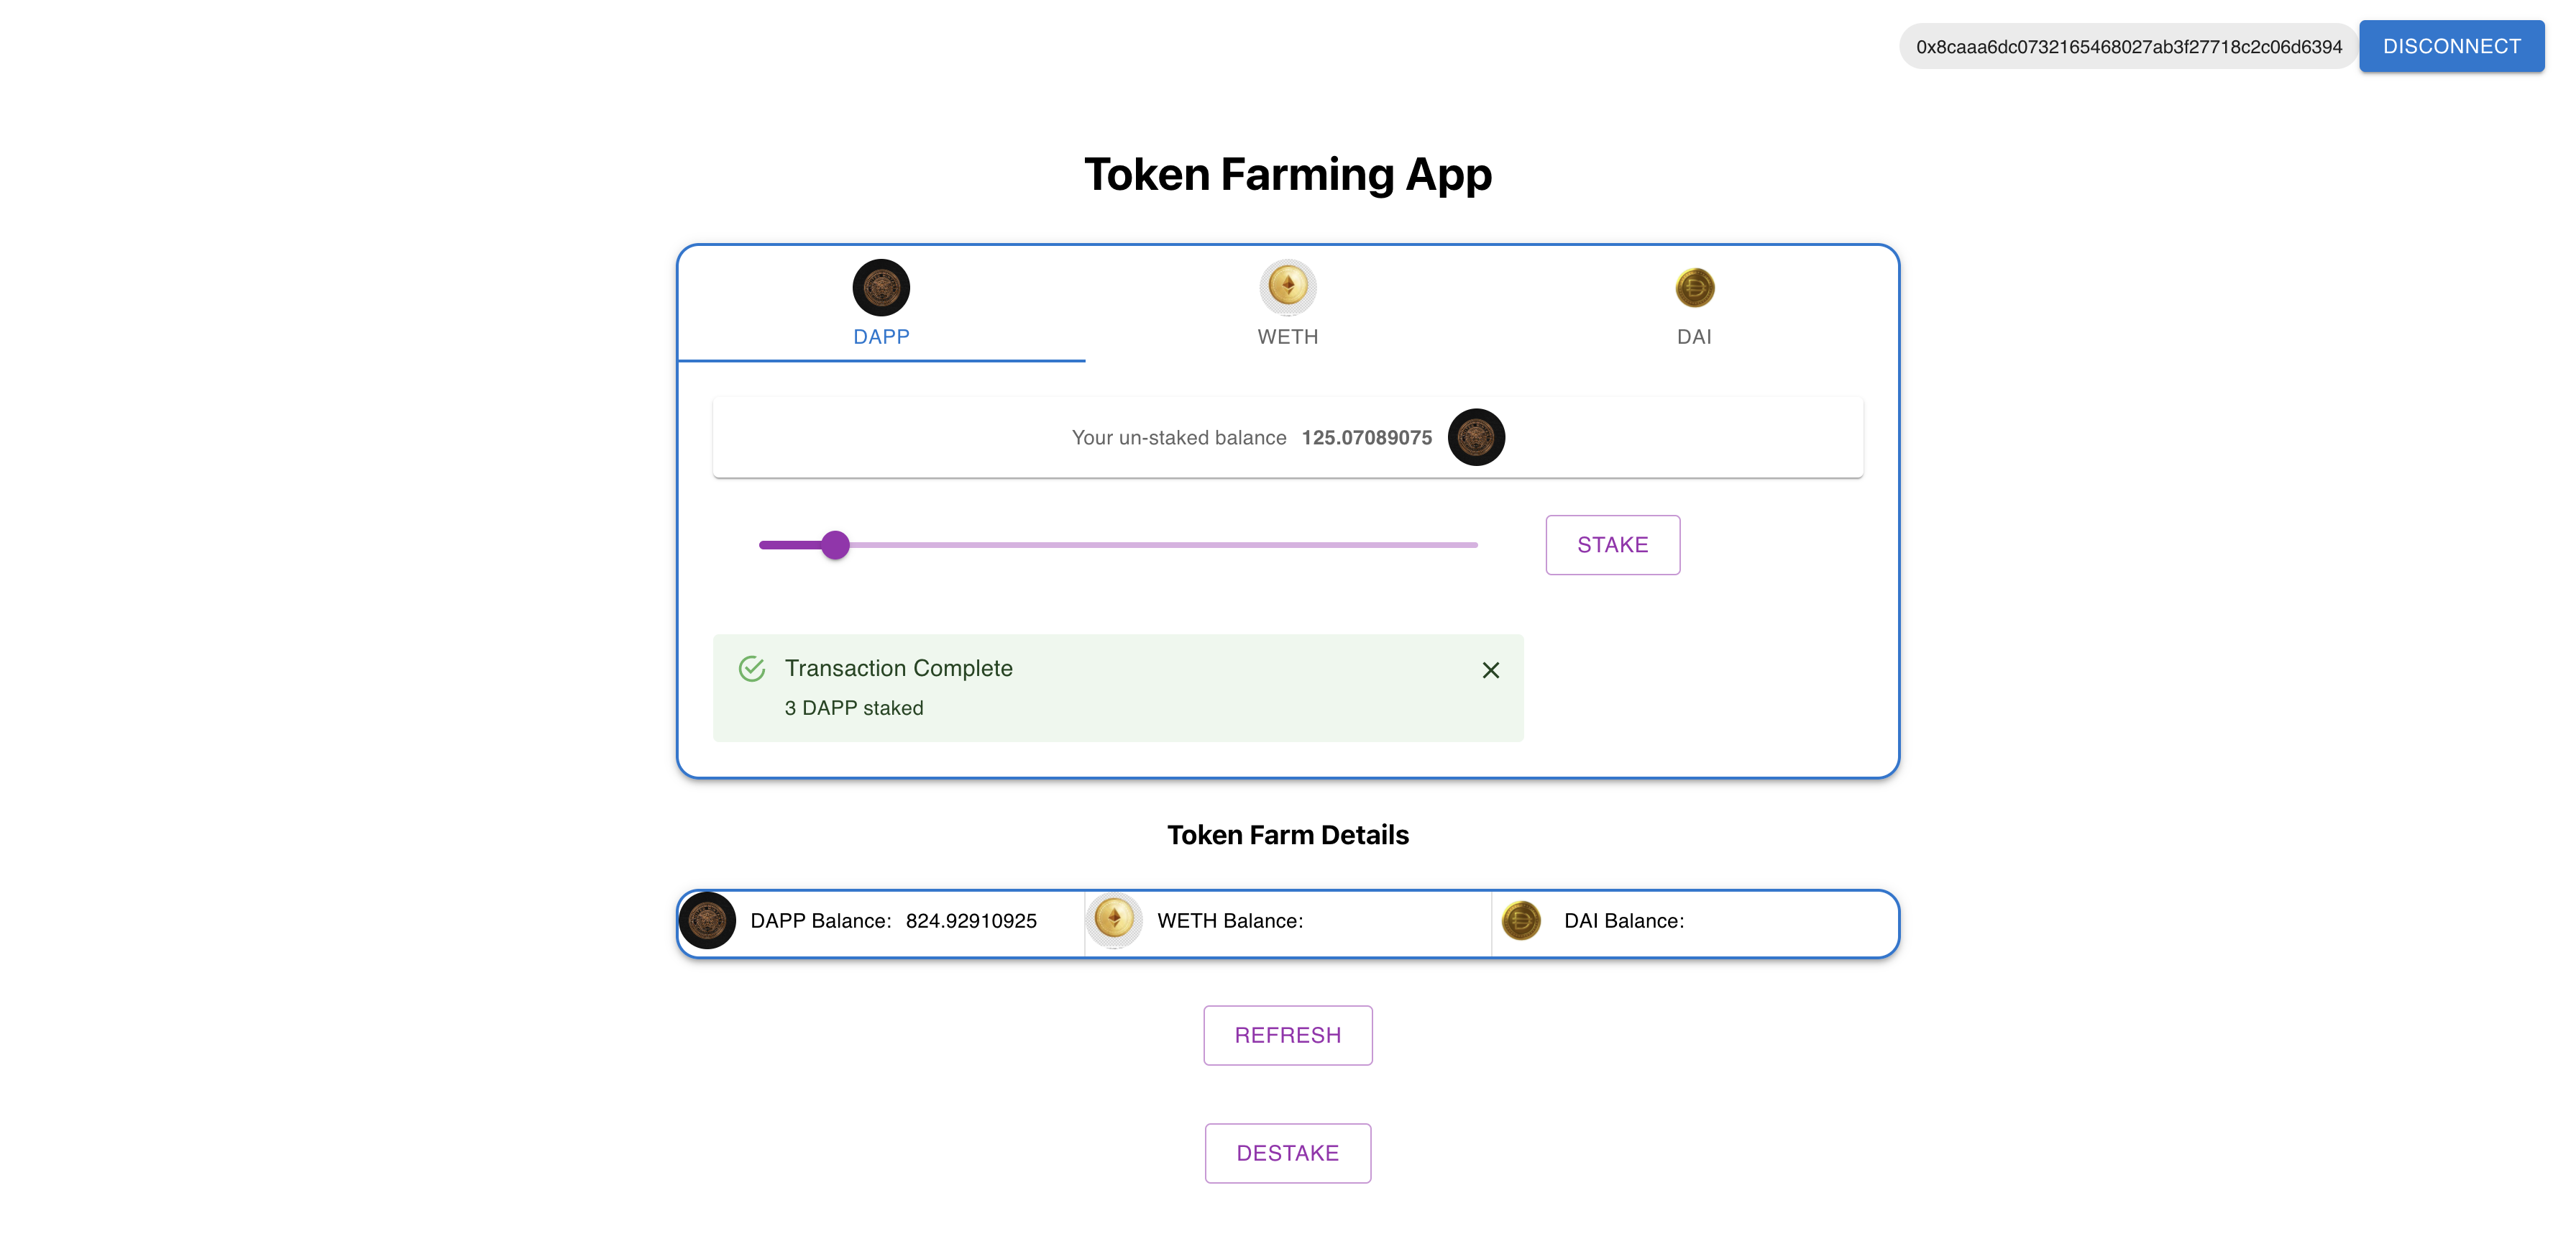 0x8caaa6dc0732165468027ab3f27718c2c06d6394 DISCONNECT
Token Farming App
DAPP WETH DAI
Your un-staked balance 125.07089075
STAKE
Transaction Complete
3 DAPP staked
Token Farm Details
DAPP Balance: 824.92910925 WETH Balance: DAI Balance:
REFRESH
DESTAKE